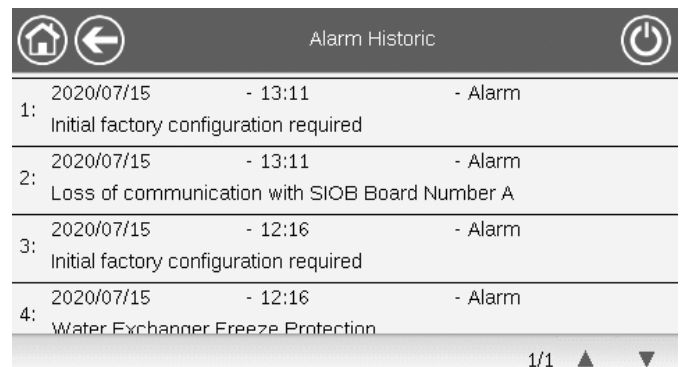 Alarm Historic
1: 2020/07/15 - 13:11 - Alarm
Initial factory configuration required
2: 2020/07/15 - 13:11 - Alarm
Loss of communication with SIOB Board Number A
3: 2020/07/15 - 12:16 - Alarm
Initial factory configuration required
4: 2020/07/15 - 12:16 - Alarm
Water Exchanger Freeze Protection
1/1 ▲ ▼